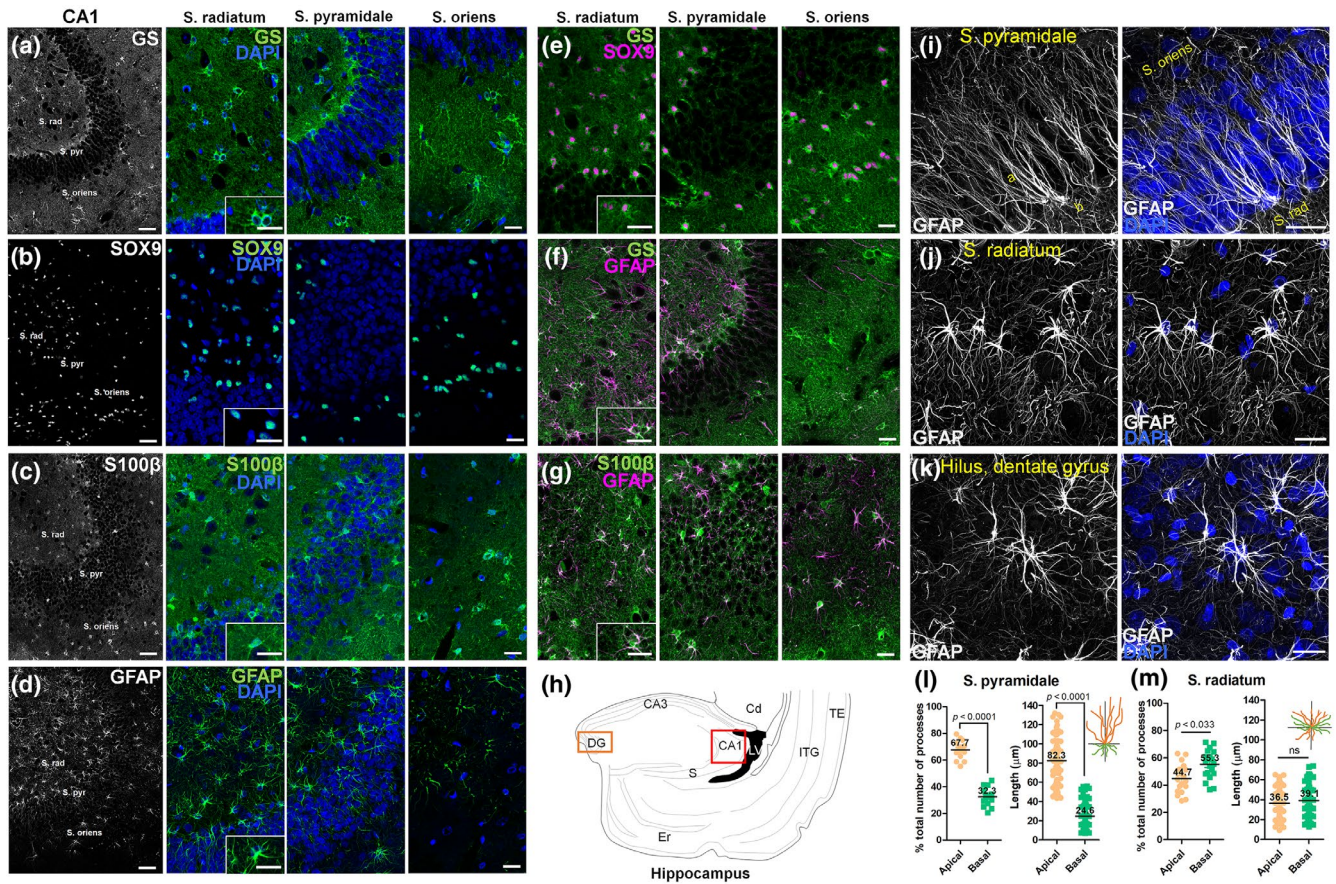 CA1
S. radiatum S. pyramidale S. oriens
(a) GS
S. rad
S. pyr
S. oriens
GS
DAPI
(b) SOX9
S. rad
S. pyr
S. oriens
SOX9
DAPI
(c) S100β
S. rad
S. pyr
S. oriens
S100β
DAPI
(d) GFAP
S. rad
S. pyr
S. oriens
GFAP
DAPI
S. radiatum S. pyramidale S. oriens
(e) GS
SOX9
(f) GS
GFAP
(g) S100β
GFAP
(h)
CA3
Cd
TE
DG
CA1
LV
ITG
S
Er
Hippocampus
(i) S. pyramidale
a
b
GFAP
S. oriens
S. rad
GFAP
DAPI
(j) S. radiatum
GFAP
GFAP
DAPI
(k) Hilus, dentate gyrus
GFAP
GFAP
DAPI
(l) S. pyramidale
% total number of processes
100
80
60
40
20
0
p < 0.0001
67.7
32.3
Apical
Basal
Length (μm)
140
120
100
80
60
40
20
0
p < 0.0001
82.3
24.6
Apical
Basal
(m) S. radiatum
% total number of processes
100
80
60
40
20
0
p < 0.033
44.7
55.3
Apical
Basal
Length (μm)
140
120
100
80
60
40
20
0
ns
36.5
39.1
Apical
Basal